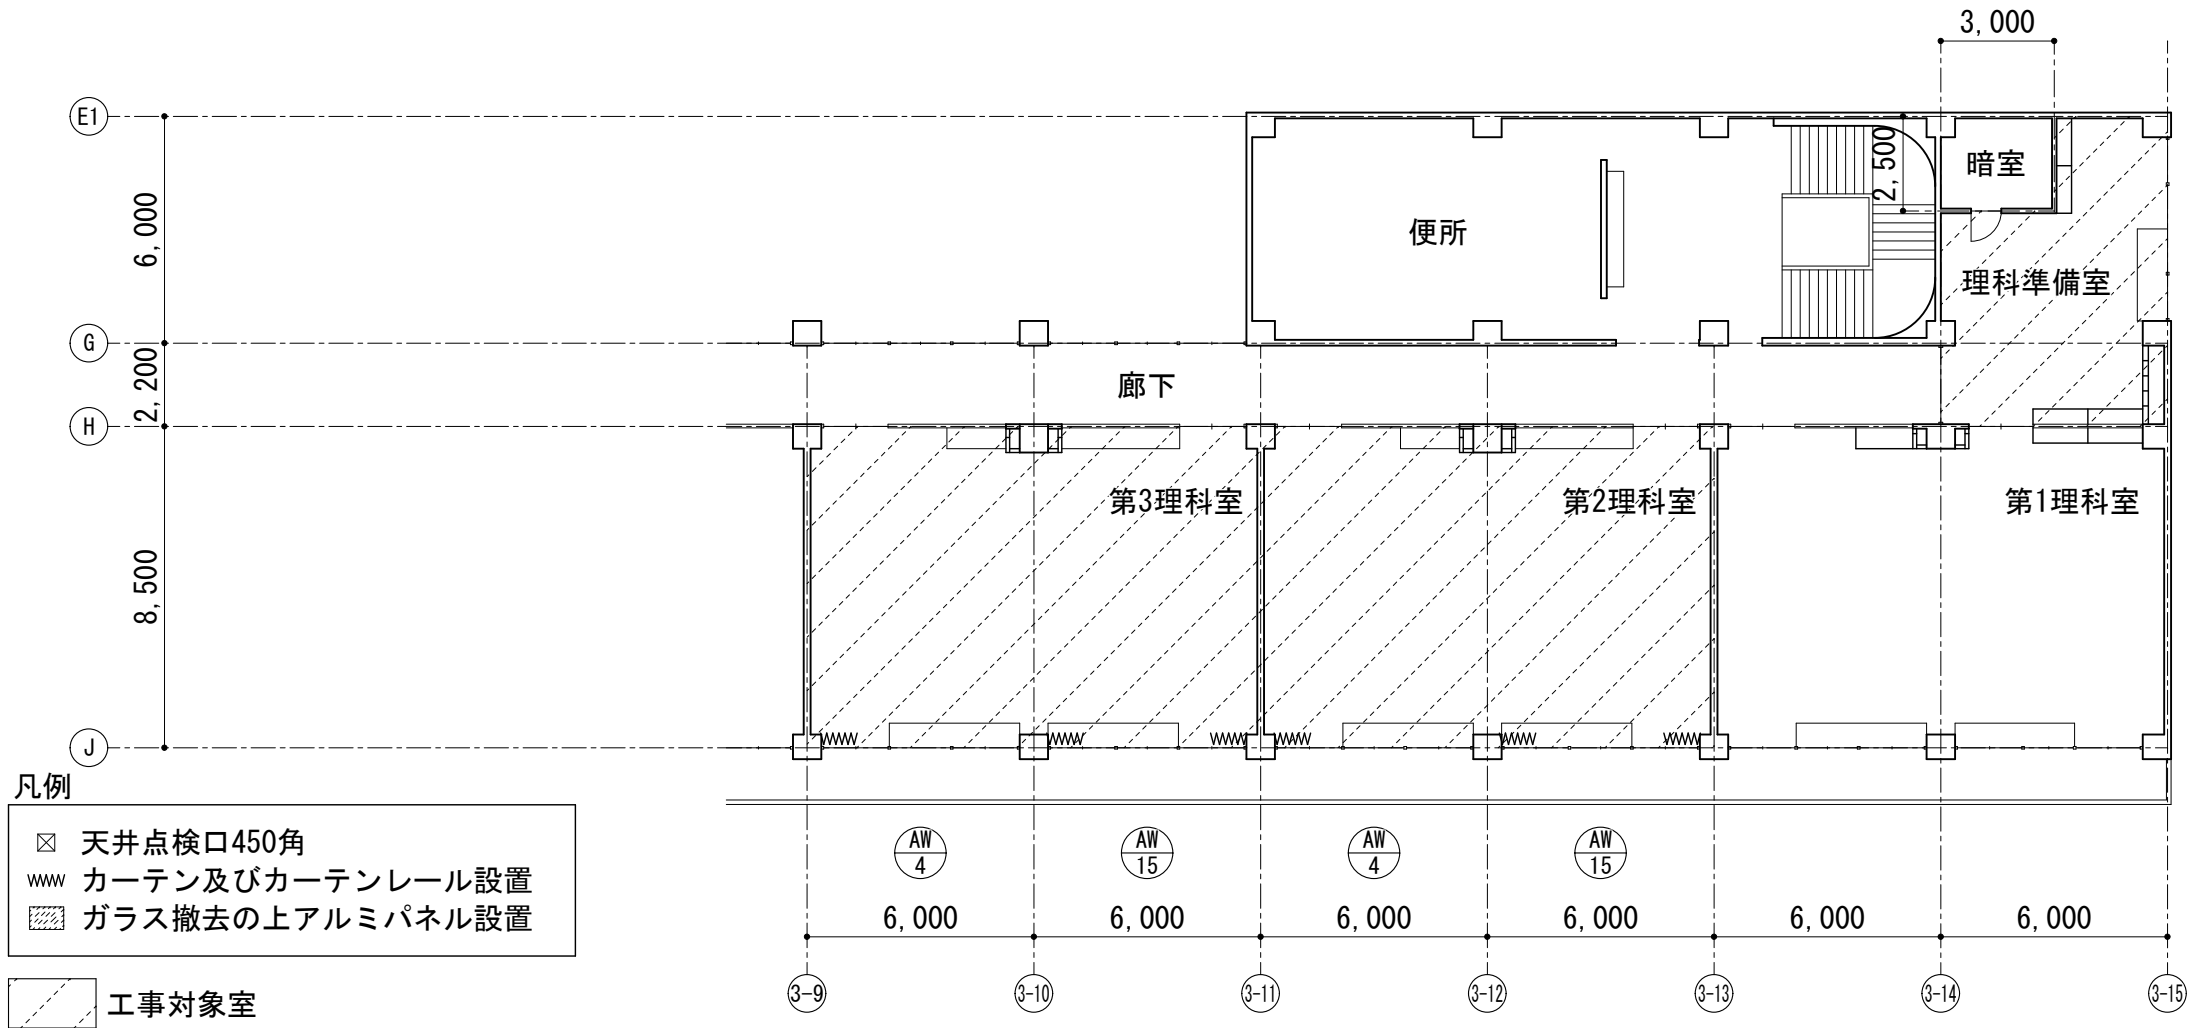 3,000
E1
2,500
暗室
6,000
便所
理科準備室
G
2,200
廊下
H
第3理科室
第2理科室
第1理科室
8,500
J
凡例
天井点検口450角
カーテン及びカーテンレール設置
ガラス撤去の上アルミパネル設置
工事対象室
AW
4
AW
15
AW
4
AW
15
6,000
6,000
6,000
6,000
6,000
6,000
3-9
3-10
3-11
3-12
3-13
3-14
3-15